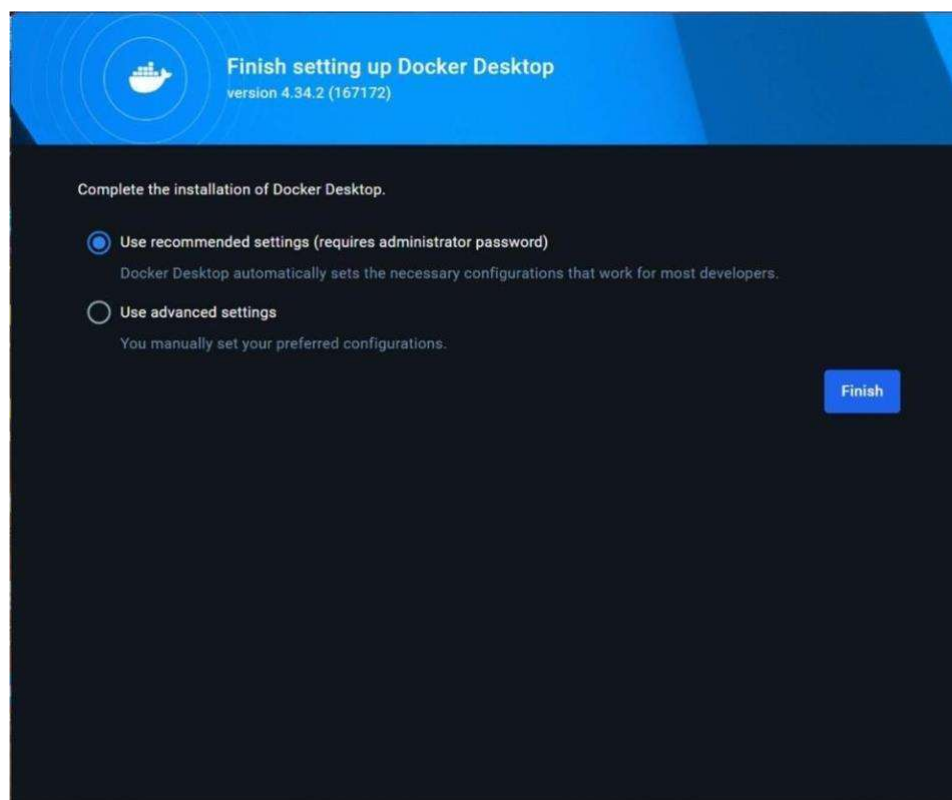 Finish setting up Docker Desktop
version 4.34.2 (167172)
Complete the installation of Docker Desktop.
Use recommended settings (requires administrator password)
Docker Desktop automatically sets the necessary configurations that work for most developers.
Use advanced settings
You manually set your preferred configurations.
Finish